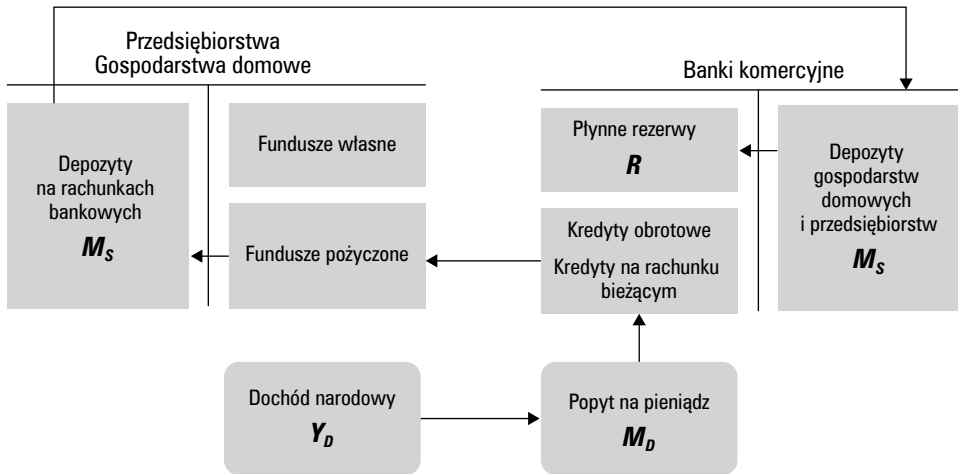 Przedsiębiorstwa
Gospodarstwa domowe
Banki komercyjne
Depozyty
na rachunkach
bankowych
M_S
Fundusze własne
Fundusze pożyczone
Płynne rezerwy
R
Kredyty obrotowe
Kredyty na rachunku
bieżącym
Depozyty
gospodarstw
domowych
i przedsiębiorstw
M_S
Dochód narodowy
Y_D
Popyt na pieniądz
M_D